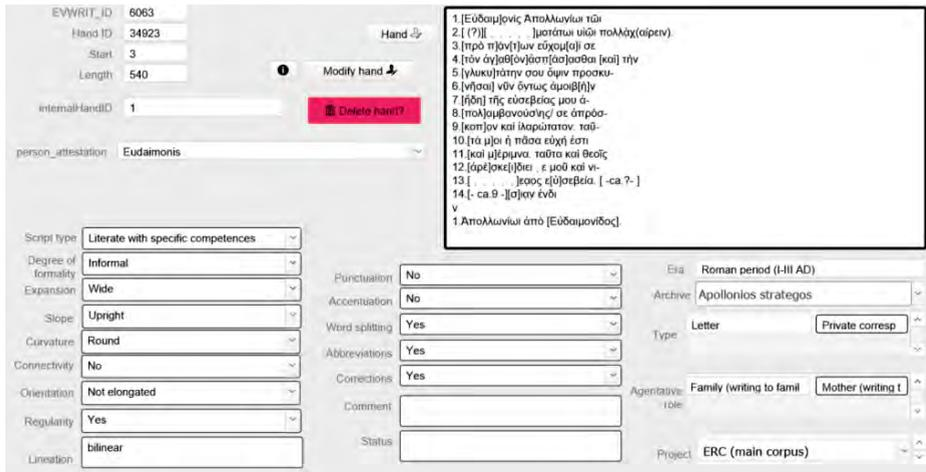 EVWRIT_ID 6063
Hand ID 34923
Hand
Start 3
Length 540
Modify hand
internalHandID 1
Delete hand?
person_attestation Eudaimonis
1.[Εὐδαιμ]ονὶς Ἀπολλωνίωι τῶι
2.[ (?)][ . . . . . ]ματάτωι υἱῶι πολλὰχ(αίρειν).
3.[πρὸ π]άν[τ]ων εὔχομ[α]ί σε
4.[τὸν ἀγ]αθ[ὸν]ἀσπ[άσ]ασθαι [καὶ] τὴν
5.[γλυκυ]τάτην σου ὄψιν προσκυ-
6.[νῆσαι] νῦν ὄντως ἀμοιβ[ὴ]ν
7.[ἤδη] τῆς εὐσεβείας μου ἀ-
8.[πολ]αμβανούσ\ης/ σε ἀπρόσ-
9.[κοπ]ον καὶ ἱλαρώτατον. ταῦ-
10.[τά μ]οι ἡ πᾶσα εὐχή ἐστι
11.[καὶ μ]έριμνα. ταῦτα καὶ θεοῖς
12.[ἀρέ]σκε[ι]διει . ε μοῦ καὶ νι-
13.[ . . . . . ]εαος ε[ὐ]σεβεία. [ -ca.?- ]
14.[- ca.9 -][σ]ιαν ἐνδι
v
1.Ἀπολλωνίωι ἀπὸ [Εὐδαιμονίδος].
Script type Literate with specific competences
Degree of formality Informal
Expansion Wide
Slope Upright
Curvature Round
Connectivity No
Orientation Not elongated
Regularity Yes
Lineation bilinear
Punctuation No
Accentuation No
Word splitting Yes
Abbreviations Yes
Corrections Yes
Comment
Status
Era Roman period (I-III AD)
Archive Apollonios strategos
Type Letter Private corresp
Agentative role Family (writing to famil Mother (writing t
Project ERC (main corpus)